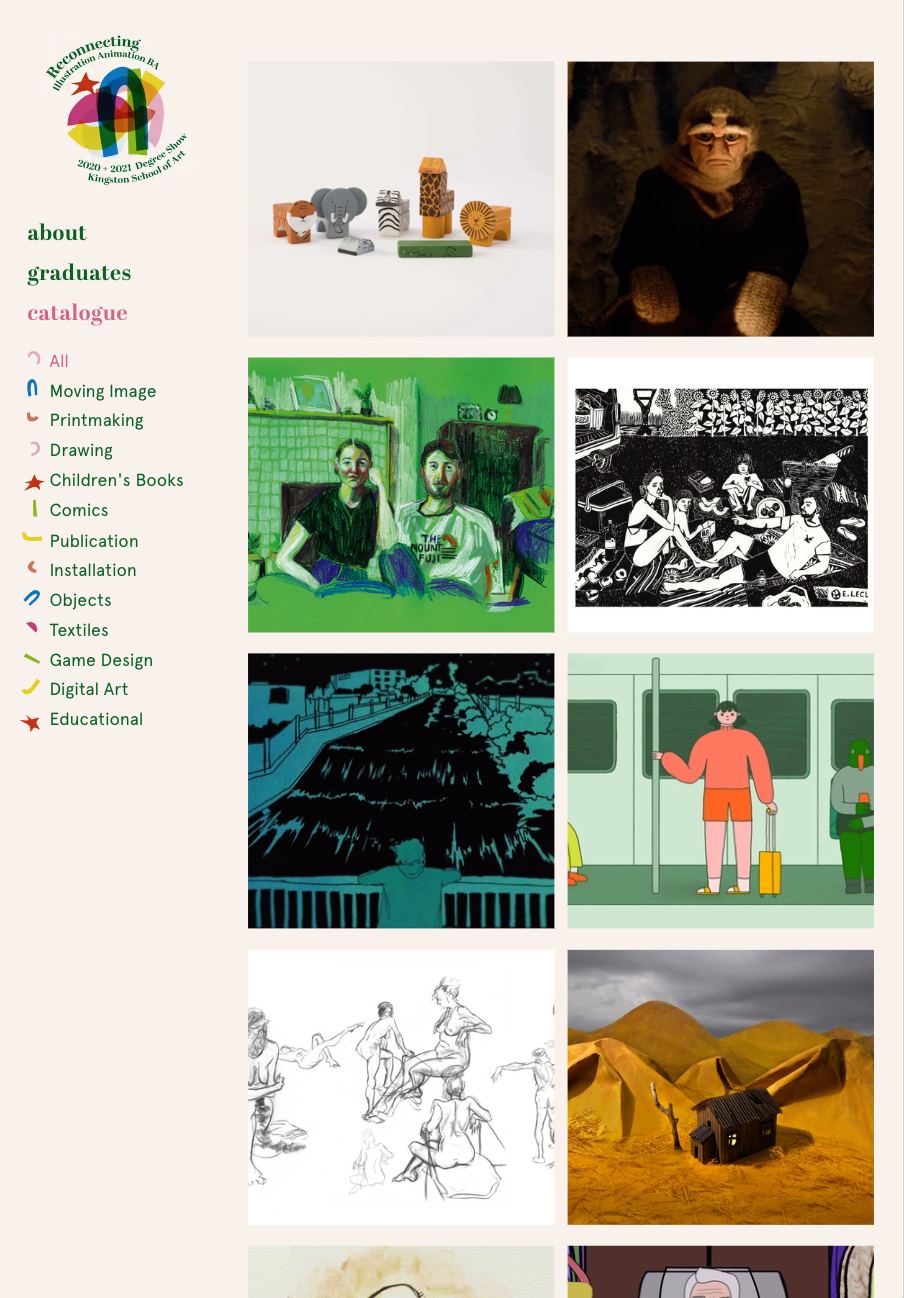 Reconnecting
Illustration Animation BA
2020 + 2021 Degree Show
Kingston School of Art
about
graduates
catalogue
All
Moving Image
Printmaking
Drawing
Children's Books
Comics
Publication
Installation
Objects
Textiles
Game Design
Digital Art
Educational
THE
MOUNT
FUJI
E.LECL